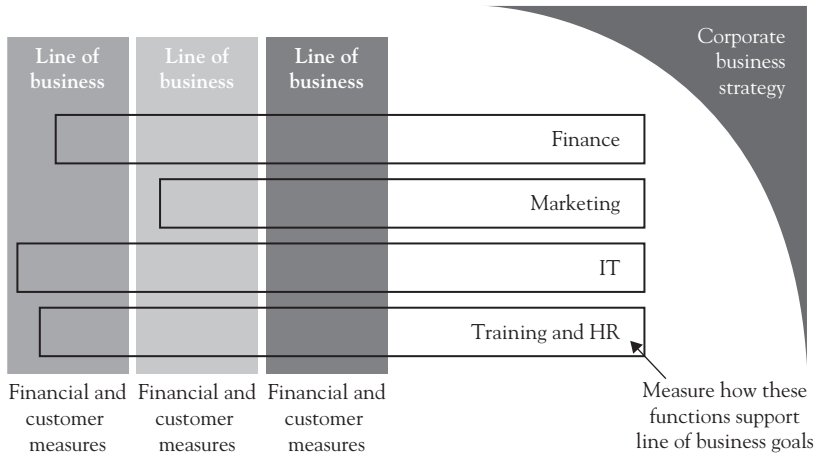 Line of
business
Line of
business
Line of
business
Corporate
business
strategy
Finance
Marketing
IT
Training and HR
Financial and
customer
measures
Financial and
customer
measures
Financial and
customer
measures
Measure how these
functions support
line of business goals